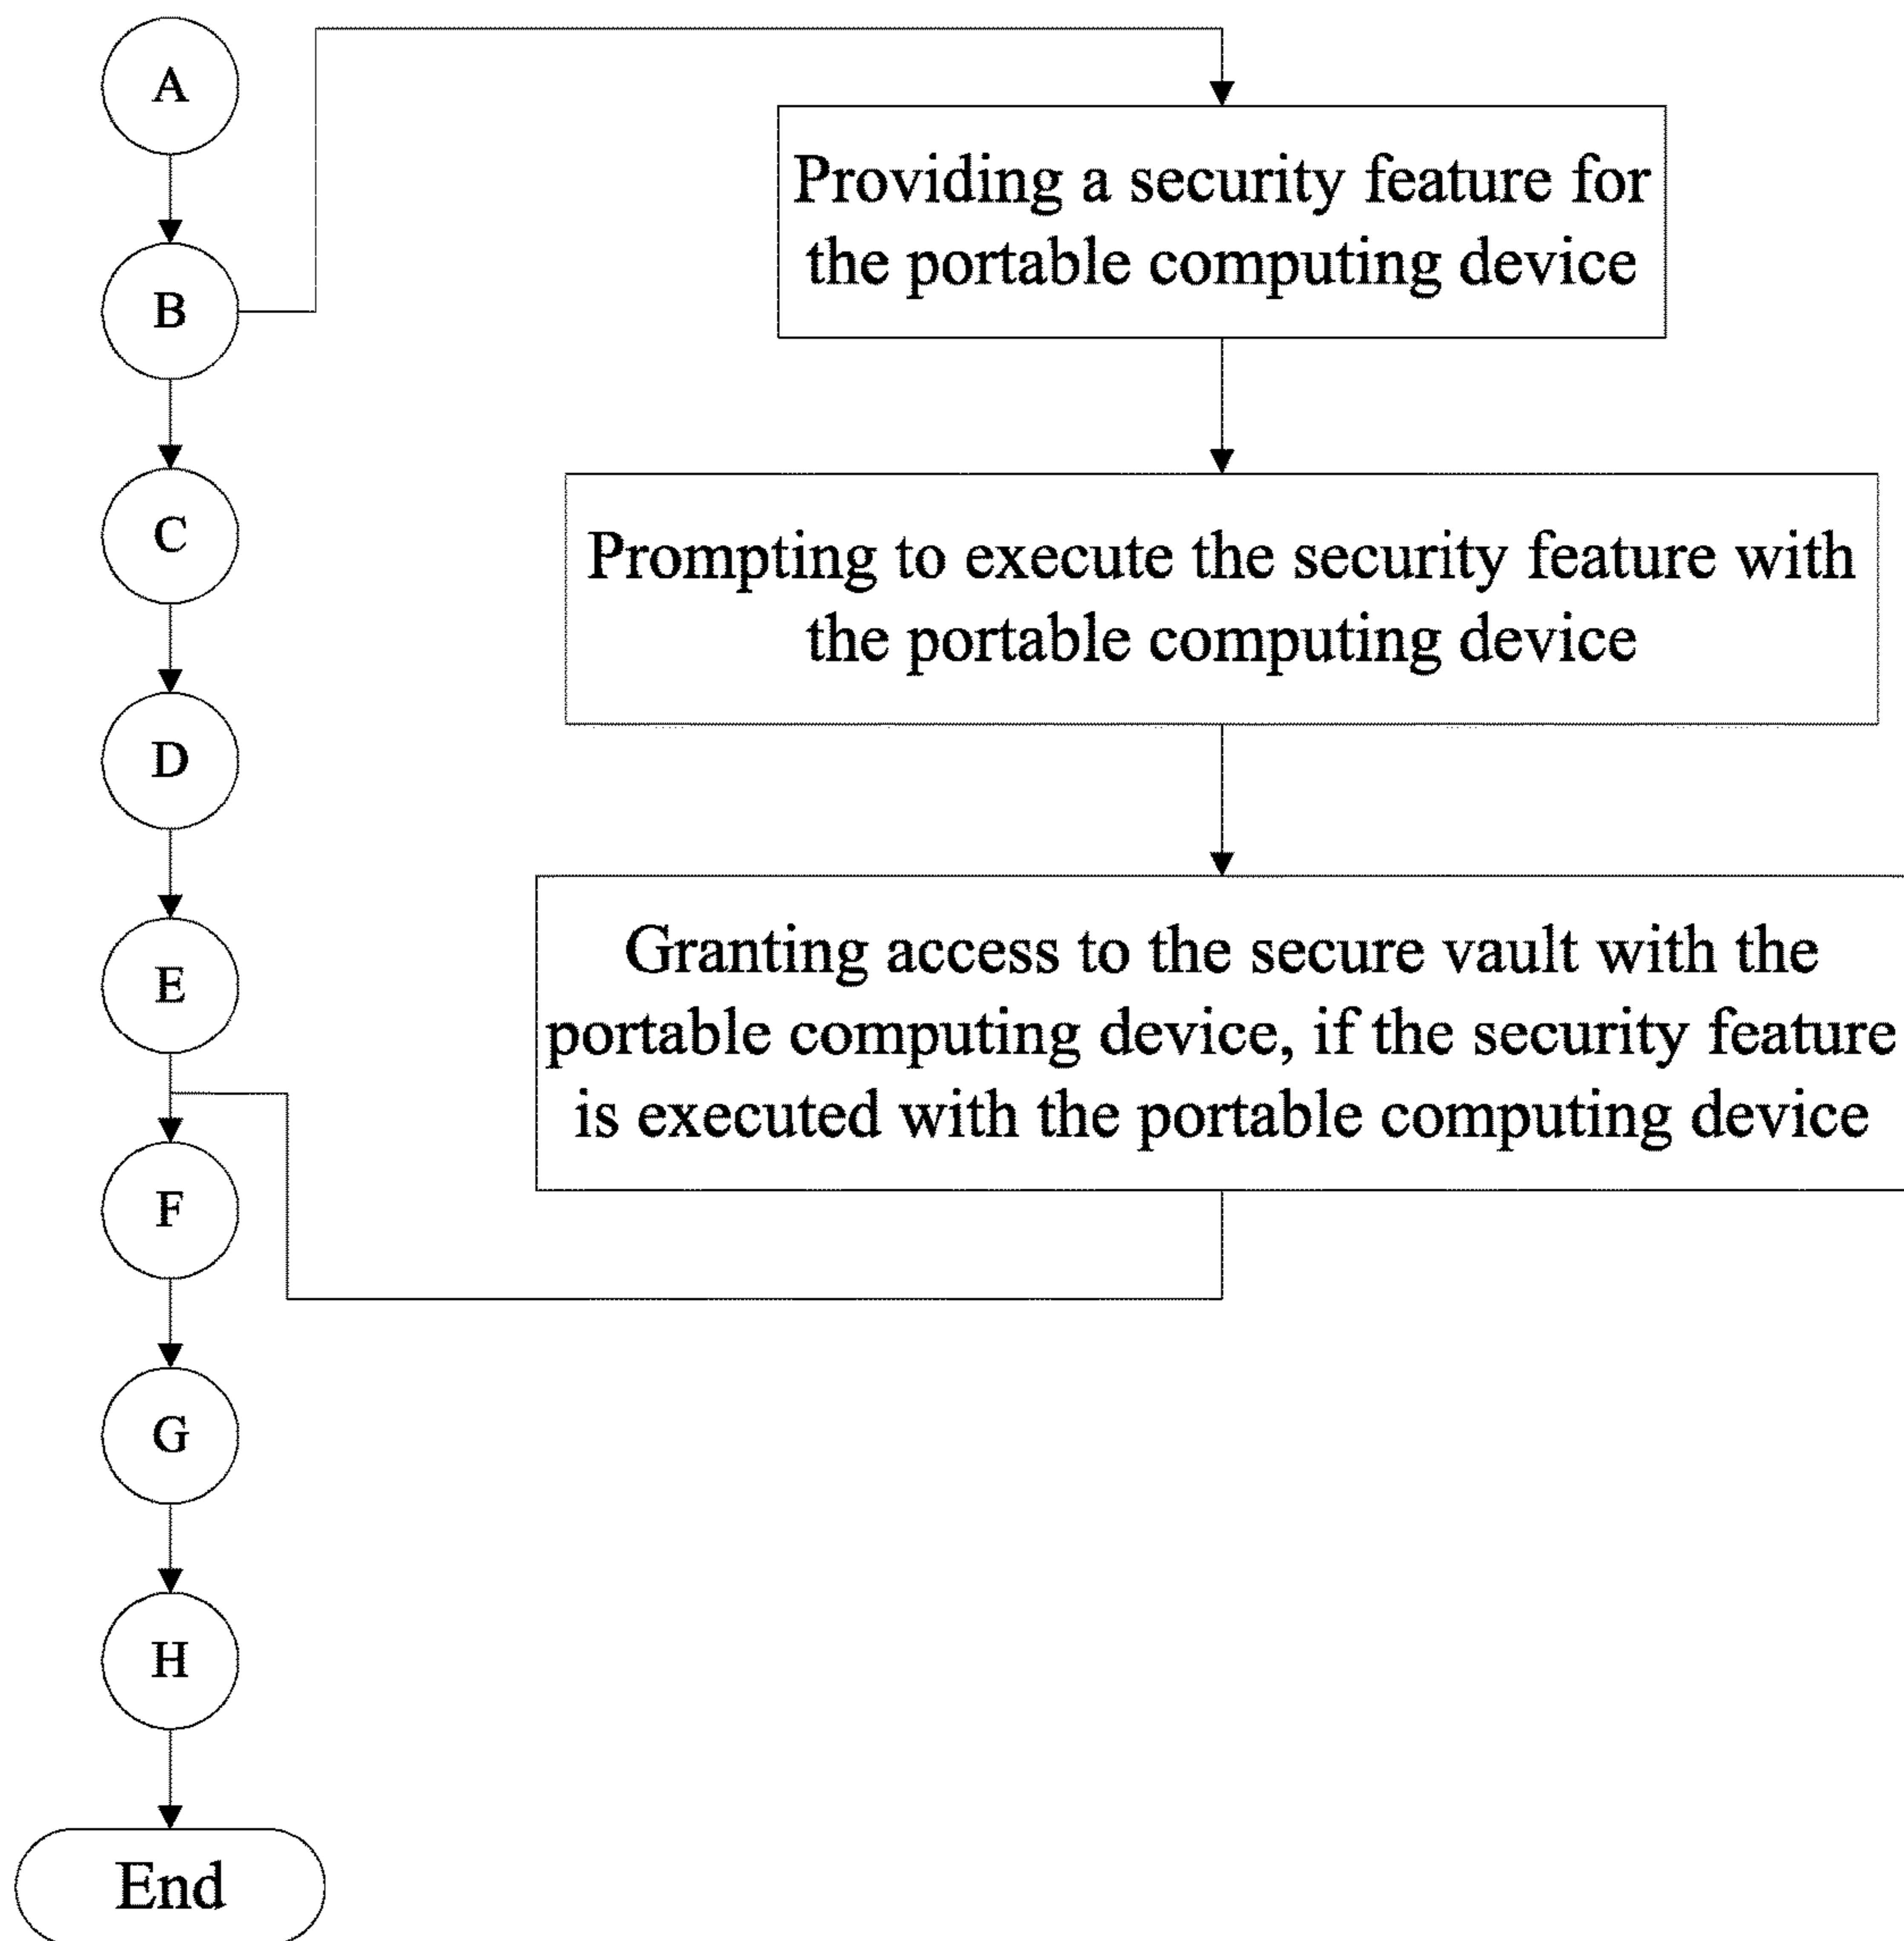 A
B
C
D
E
F
G
H
End
Providing a security feature for
the portable computing device
Prompting to execute the security feature with
the portable computing device
Granting access to the secure vault with the
portable computing device, if the security feature
is executed with the portable computing device